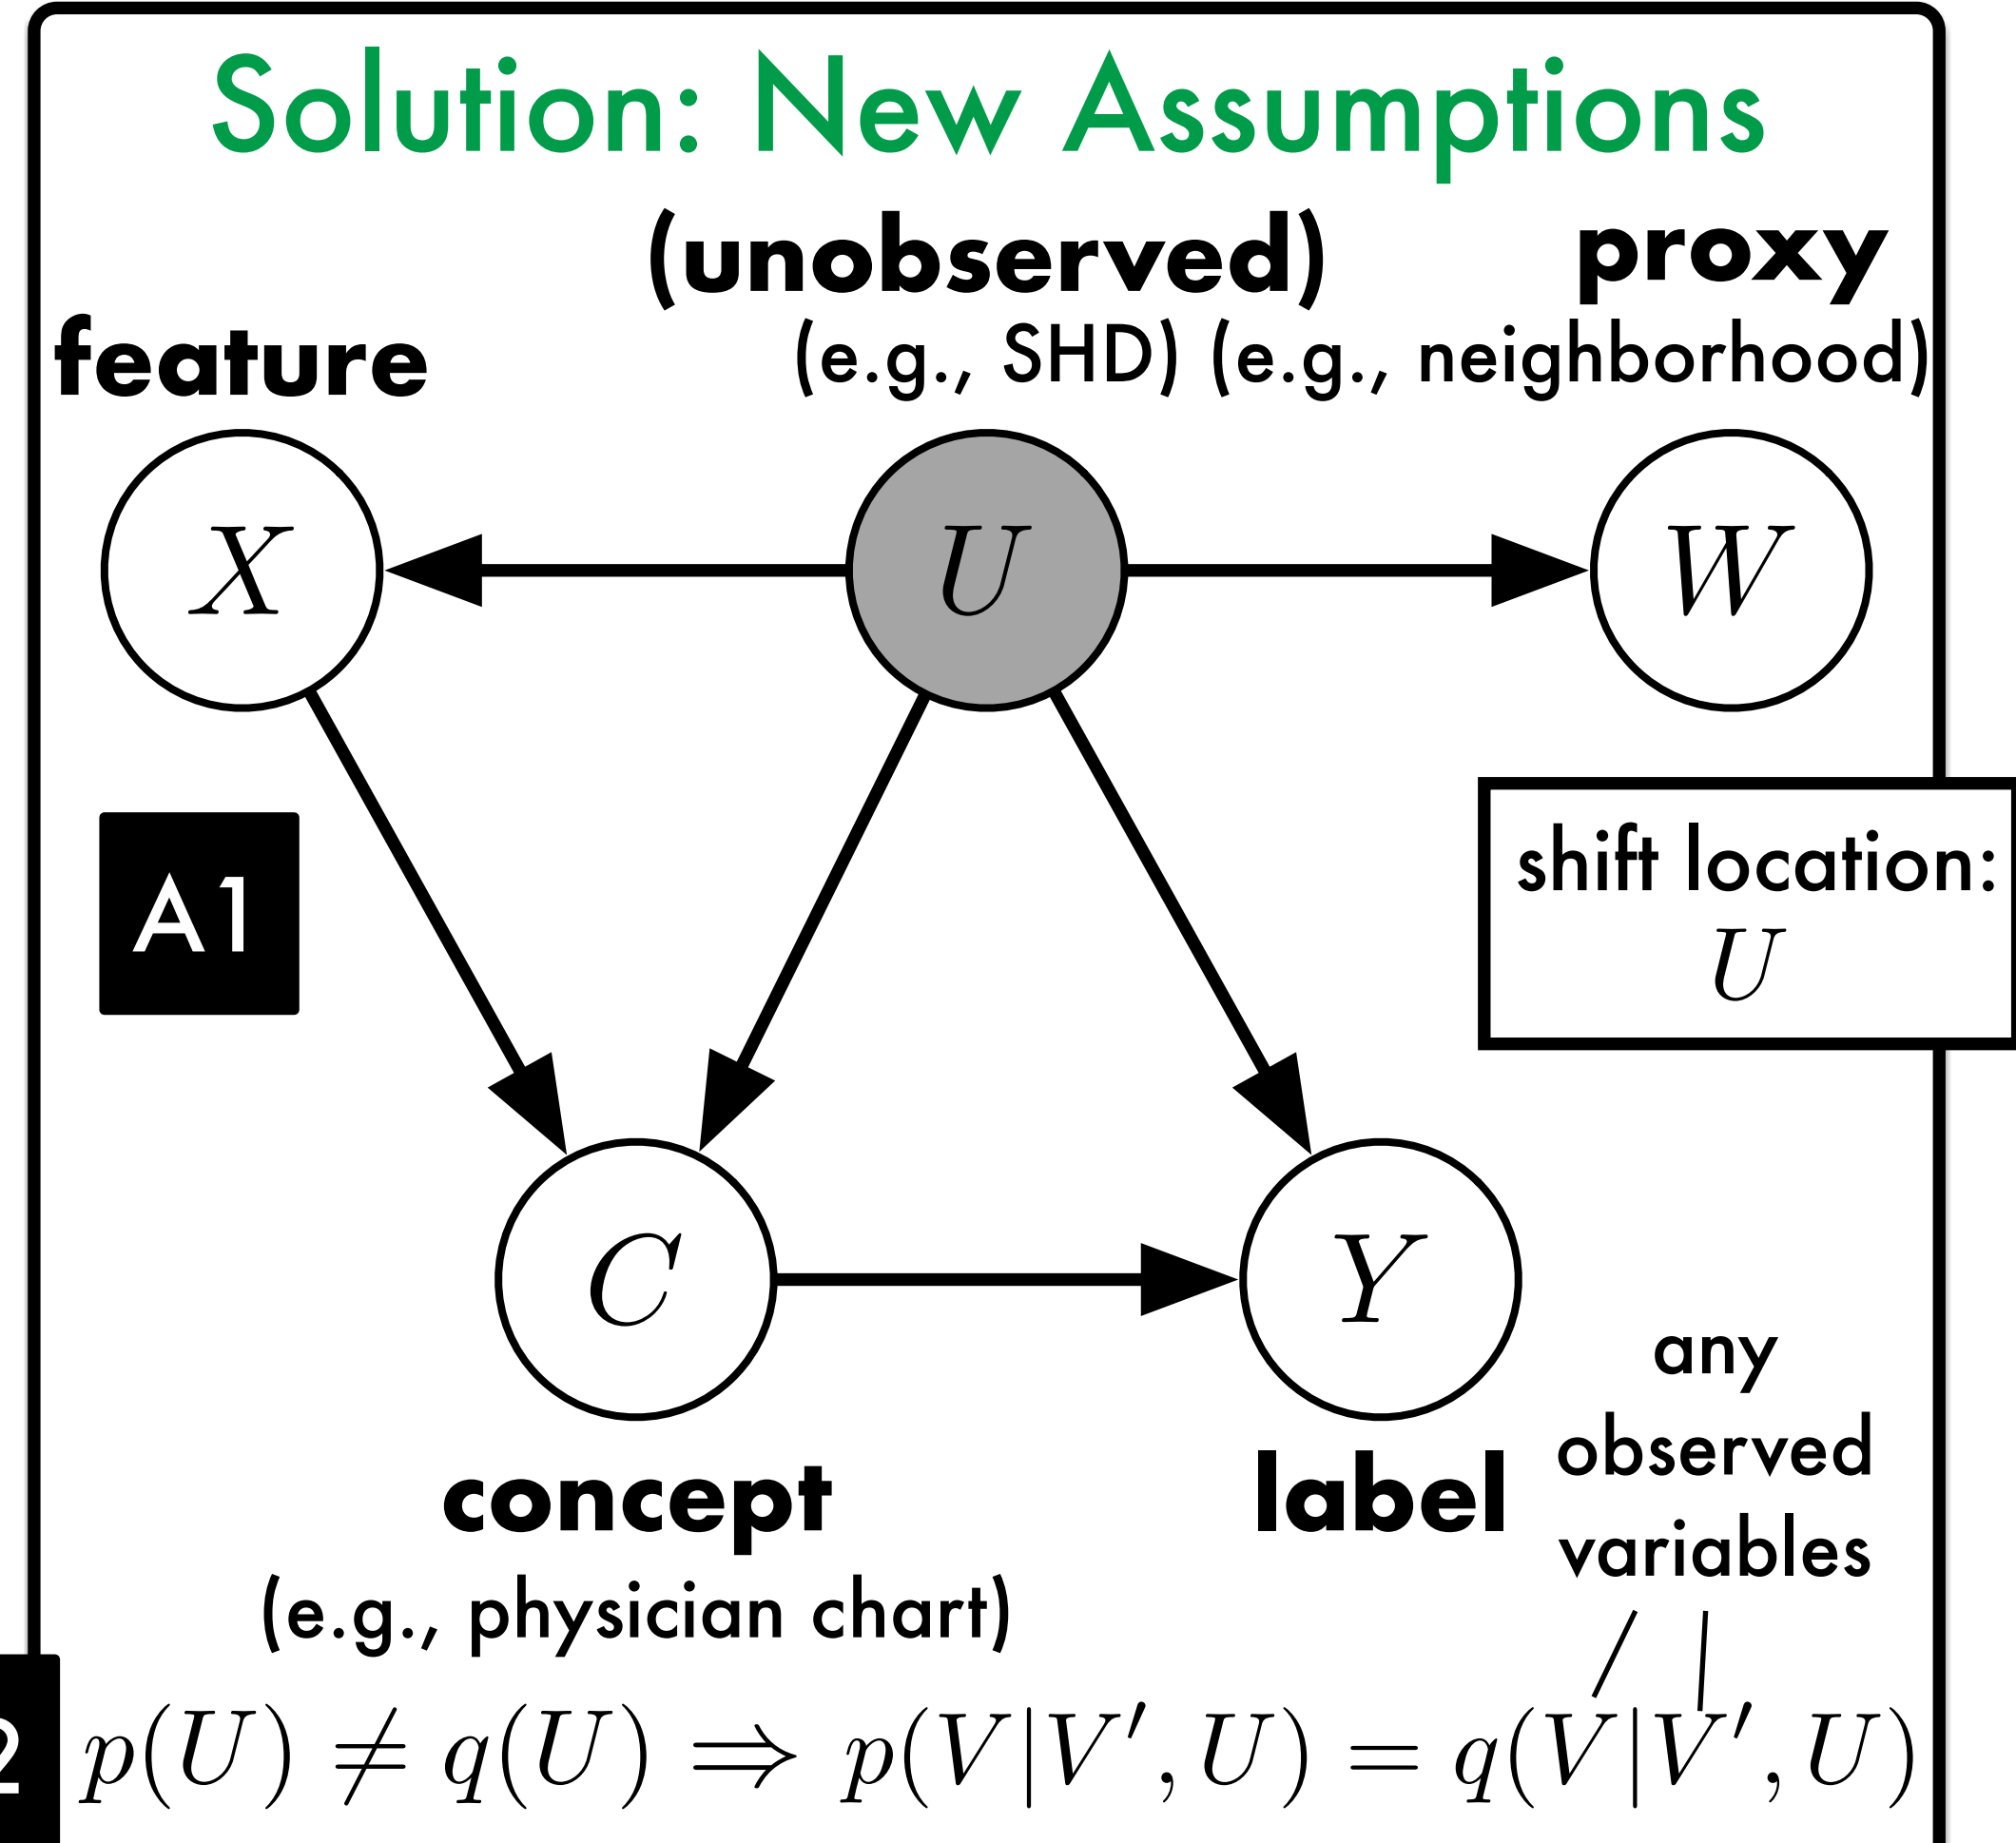 Solution: New Assumptions
(unobserved) proxy
feature (e.g., SHD) (e.g., neighborhood)
X U W
A1
shift location:
U
C Y
any
observed
variables
concept label
(e.g., physician chart)
2 p(U) ≠ q(U) ⟹ p(V|V′, U) = q(V|V′, U)